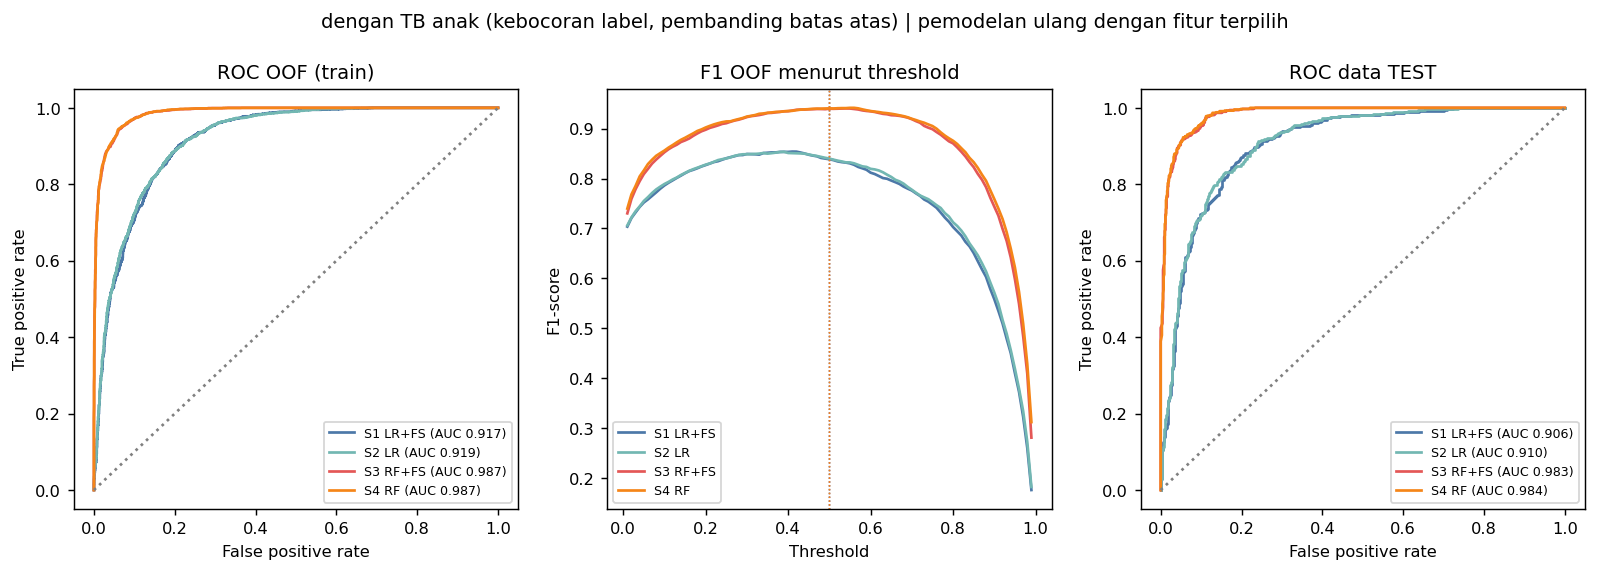 dengan TB anak (kebocoran label, pembanding batas atas) | pemodelan ulang dengan fitur terpilih
ROC OOF (train)
True positive rate
1.0
0.8
0.6
0.4
0.2
0.0
0.0 0.2 0.4 0.6 0.8 1.0
False positive rate
S1 LR+FS (AUC 0.917)
S2 LR (AUC 0.919)
S3 RF+FS (AUC 0.987)
S4 RF (AUC 0.987)
F1 OOF menurut threshold
F1-score
0.9
0.8
0.7
0.6
0.5
0.4
0.3
0.2
0.0 0.2 0.4 0.6 0.8 1.0
Threshold
S1 LR+FS
S2 LR
S3 RF+FS
S4 RF
ROC data TEST
True positive rate
1.0
0.8
0.6
0.4
0.2
0.0
0.0 0.2 0.4 0.6 0.8 1.0
False positive rate
S1 LR+FS (AUC 0.906)
S2 LR (AUC 0.910)
S3 RF+FS (AUC 0.983)
S4 RF (AUC 0.984)